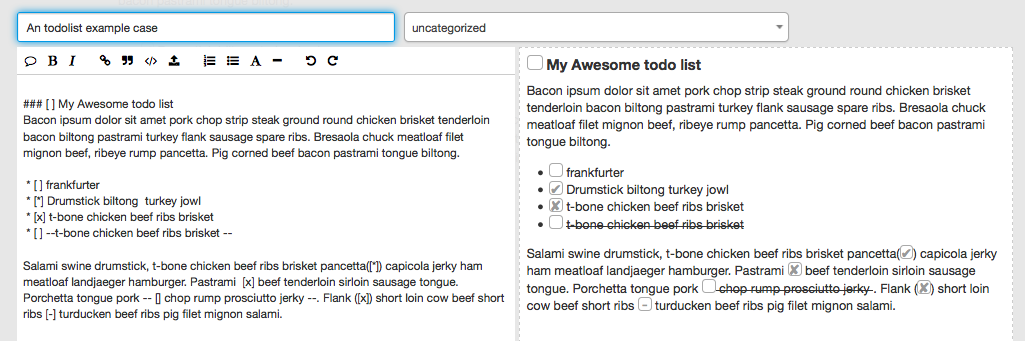 An todolist example case
uncategorized
### [ ] My Awesome todo list
Bacon ipsum dolor sit amet pork chop strip steak ground round chicken brisket tenderloin
bacon biltong pastrami turkey flank sausage spare ribs. Bresaola chuck meatloaf filet
mignon beef, ribeye rump pancetta. Pig corned beef bacon pastrami tongue biltong.
* [ ] frankfurter
* [*] Drumstick biltong  turkey jowl
* [x] t-bone chicken beef ribs brisket
* [ ] --t-bone chicken beef ribs brisket --
Salami swine drumstick, t-bone chicken beef ribs brisket pancetta([*]) capicola jerky ham
meatloaf landjaeger hamburger. Pastrami  [x] beef tenderloin sirloin sausage tongue.
Porchetta tongue pork -- [] chop rump prosciutto jerky --. Flank ([x]) short loin cow beef short
ribs [-] turducken beef ribs pig filet mignon salami.
My Awesome todo list
Bacon ipsum dolor sit amet pork chop strip steak ground round chicken brisket
tenderloin bacon biltong pastrami turkey flank sausage spare ribs. Bresaola chuck
meatloaf filet mignon beef, ribeye rump pancetta. Pig corned beef bacon pastrami
tongue biltong.
• frankfurter
• ✔ Drumstick biltong turkey jowl
• ✘ t-bone chicken beef ribs brisket
• t-bone chicken beef ribs brisket
Salami swine drumstick, t-bone chicken beef ribs brisket pancetta(✔) capicola jerky
ham meatloaf landjaeger hamburger. Pastrami ✘ beef tenderloin sirloin sausage
tongue. Porchetta tongue pork chop rump prosciutto jerky . Flank (✘) short loin
cow beef short ribs - turducken beef ribs pig filet mignon salami.